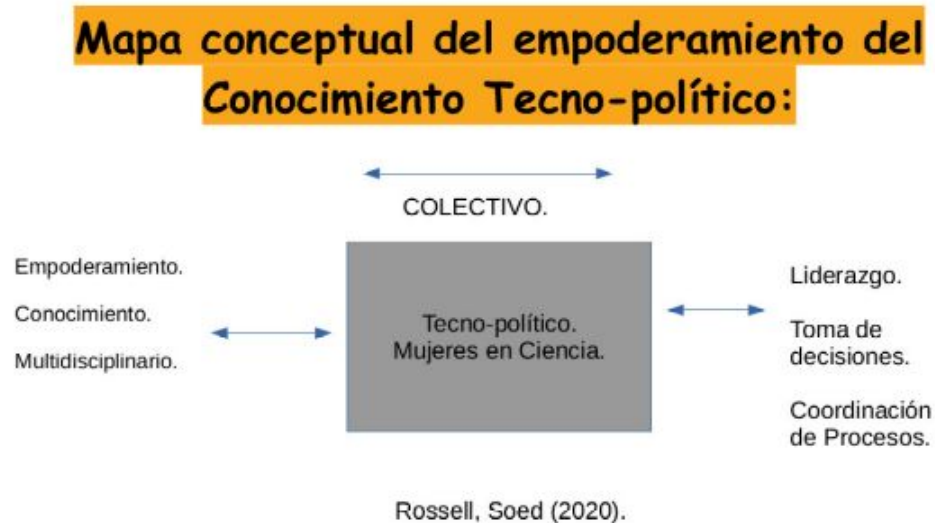 Mapa conceptual del empoderamiento del
Conocimiento Tecno-político:
COLECTIVO.
Empoderamiento.
Conocimiento.
Multidisciplinario.
Tecno-político.
Mujeres en Ciencia.
Liderazgo.
Toma de
decisiones.
Coordinación
de Procesos.
Rossell, Soed (2020).